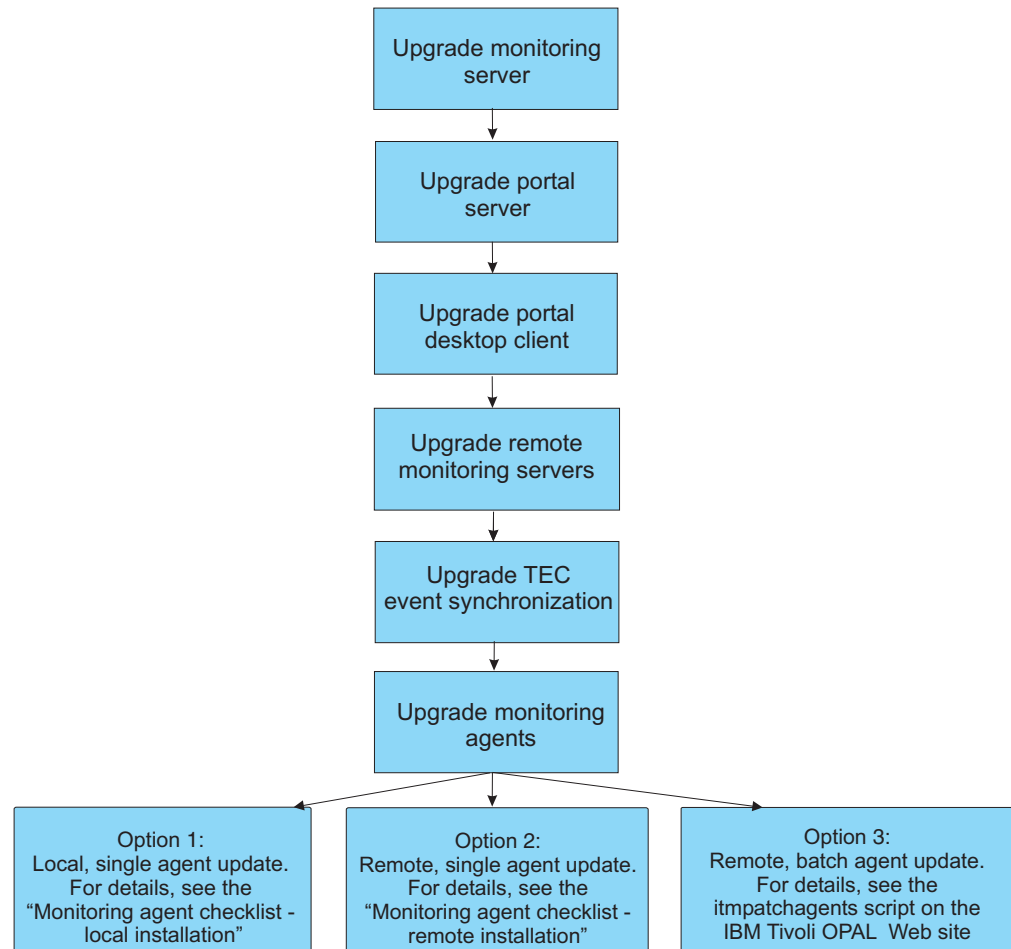 Upgrade monitoring
server
Upgrade portal
server
Upgrade portal
desktop client
Upgrade remote
monitoring servers
Upgrade TEC
event synchronization
Upgrade monitoring
agents
Option 1:
Local, single agent update.
For details, see the
“Monitoring agent checklist -
local installation”
Option 2:
Remote, single agent update.
For details, see the
“Monitoring agent checklist -
remote installation”
Option 3:
Remote, batch agent update.
For details, see the
itmpatchagents script on the
IBM Tivoli OPAL Web site